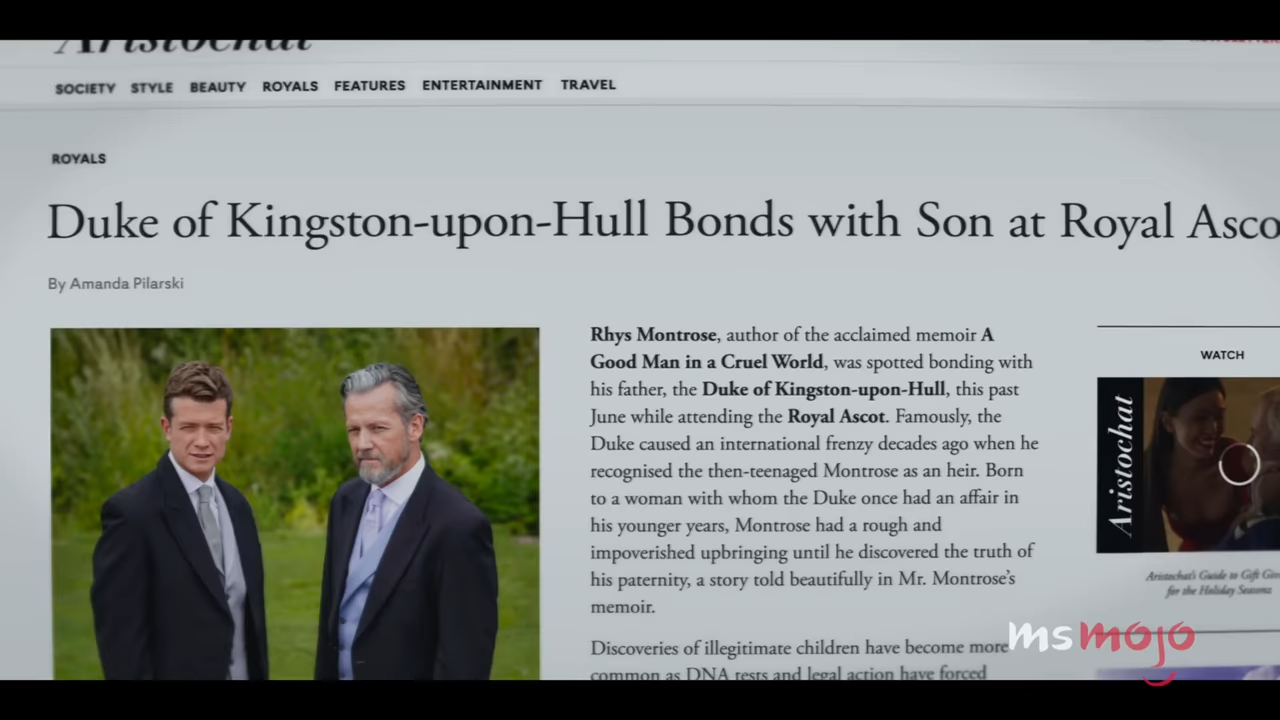 Aristochat
SOCIETY STYLE BEAUTY ROYALS FEATURES ENTERTAINMENT TRAVEL
ROYALS
Duke of Kingston-upon-Hull Bonds with Son at Royal Asco
By Amanda Pilarski
Rhys Montrose, author of the acclaimed memoir A
Good Man in a Cruel World, was spotted bonding with
his father, the Duke of Kingston-upon-Hull, this past
June while attending the Royal Ascot. Famously, the
Duke caused an international frenzy decades ago when he
recognised the then-teenaged Montrose as an heir. Born
to a woman with whom the Duke once had an affair in
his younger years, Montrose had a rough and
impoverished upbringing until he discovered the truth of
his paternity, a story told beautifully in Mr. Montrose's
memoir.
Discoveries of illegitimate children have become more
common as DNA tests and legal action have forced
WATCH
Aristochat
Aristochat's Guide to Gift Giv
for the Holiday Seasons
msmojo